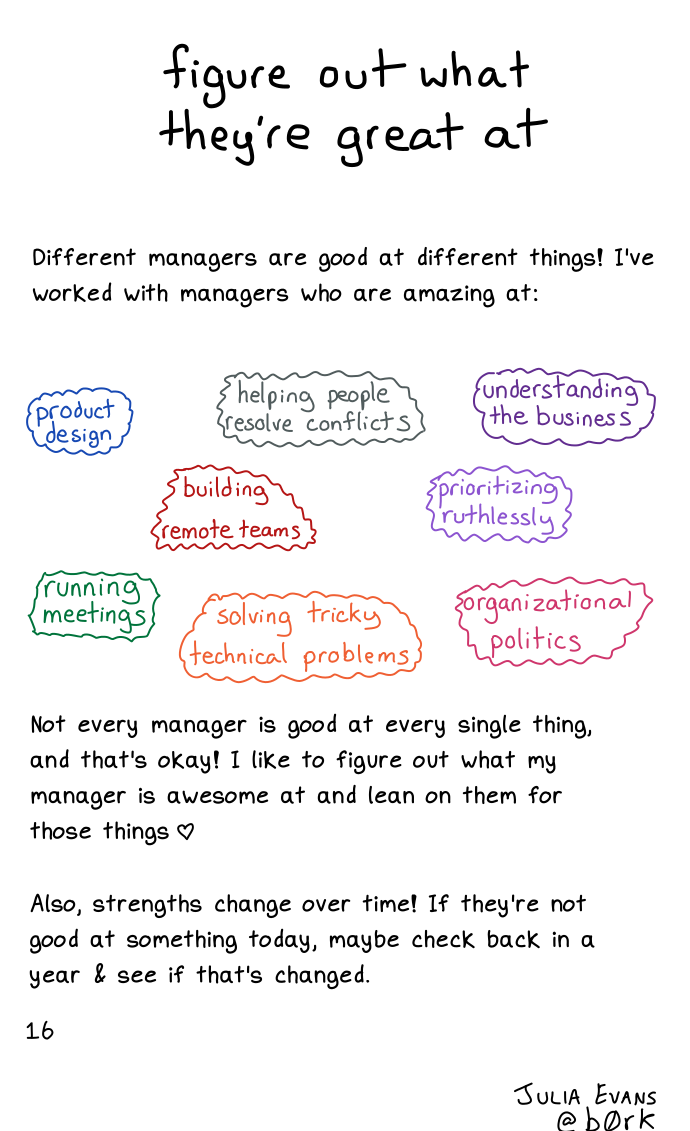 figure out what
they're great at
Different managers are good at different things! I've
worked with managers who are amazing at:
product
design
helping people
resolve conflicts
understanding
the business
building
remote teams
prioritizing
ruthlessly
running
meetings
solving tricky
technical problems
organizational
politics
Not every manager is good at every single thing,
and that's okay! I like to figure out what my
manager is awesome at and lean on them for
those things ♡
Also, strengths change over time! If they're not
good at something today, maybe check back in a
year & see if that's changed.
16
JULIA EVANS
@b0rk